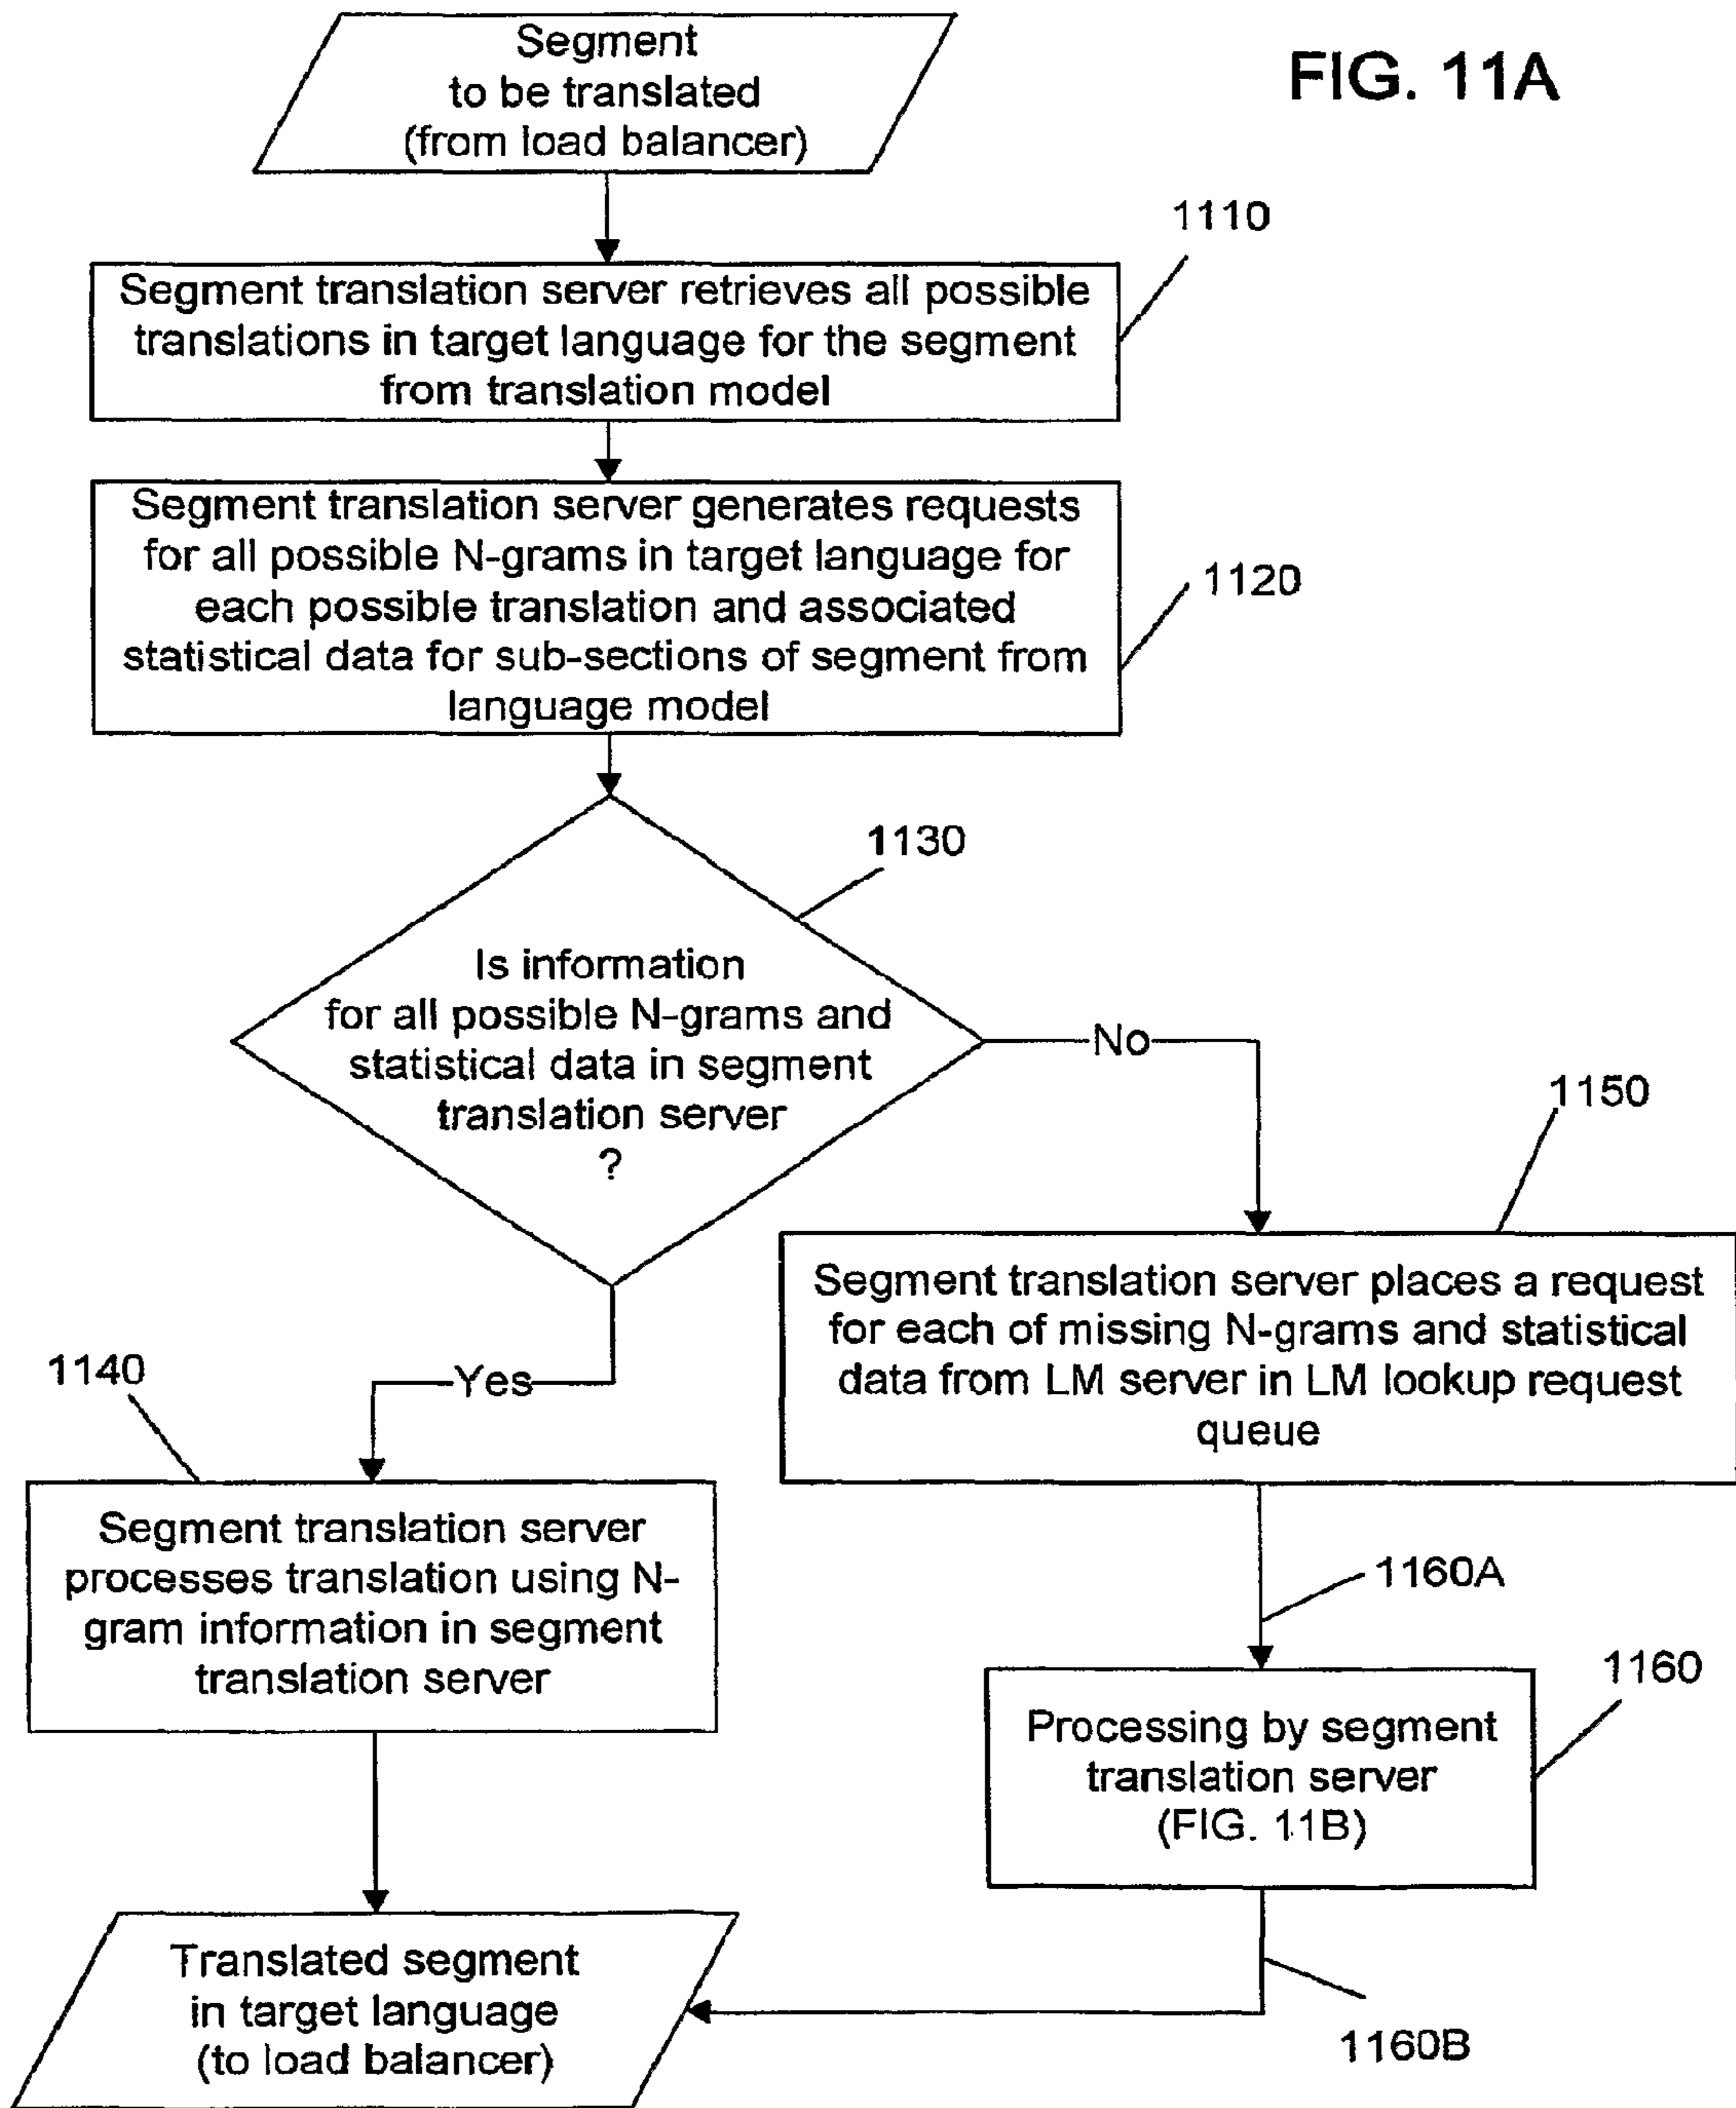 Segment
to be translated
(from load balancer)
FIG. 11A
1110
Segment translation server retrieves all possible
translations in target language for the segment
from translation model
Segment translation server generates requests
for all possible N-grams in target language for
each possible translation and associated
statistical data for sub-sections of segment from
language model
1120
1130
Is information
for all possible N-grams and
statistical data in segment
translation server
?
No
1150
Segment translation server places a request
for each of missing N-grams and statistical
data from LM server in LM lookup request
queue
Yes
1140
Segment translation server
processes translation using N-
gram information in segment
translation server
1160A
1160
Processing by segment
translation server
(FIG. 11B)
Translated segment
in target language
(to load balancer)
1160B